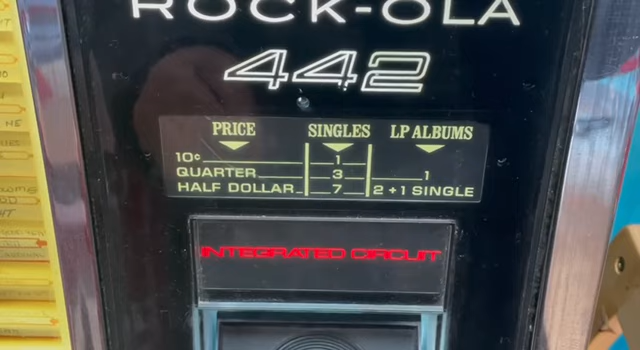 ROCK-OLA
442
PRICE SINGLES LP ALBUMS
10¢ 1
QUARTER 3 1
HALF DOLLAR 7 2+1 SINGLE
INTEGRATED CIRCUIT